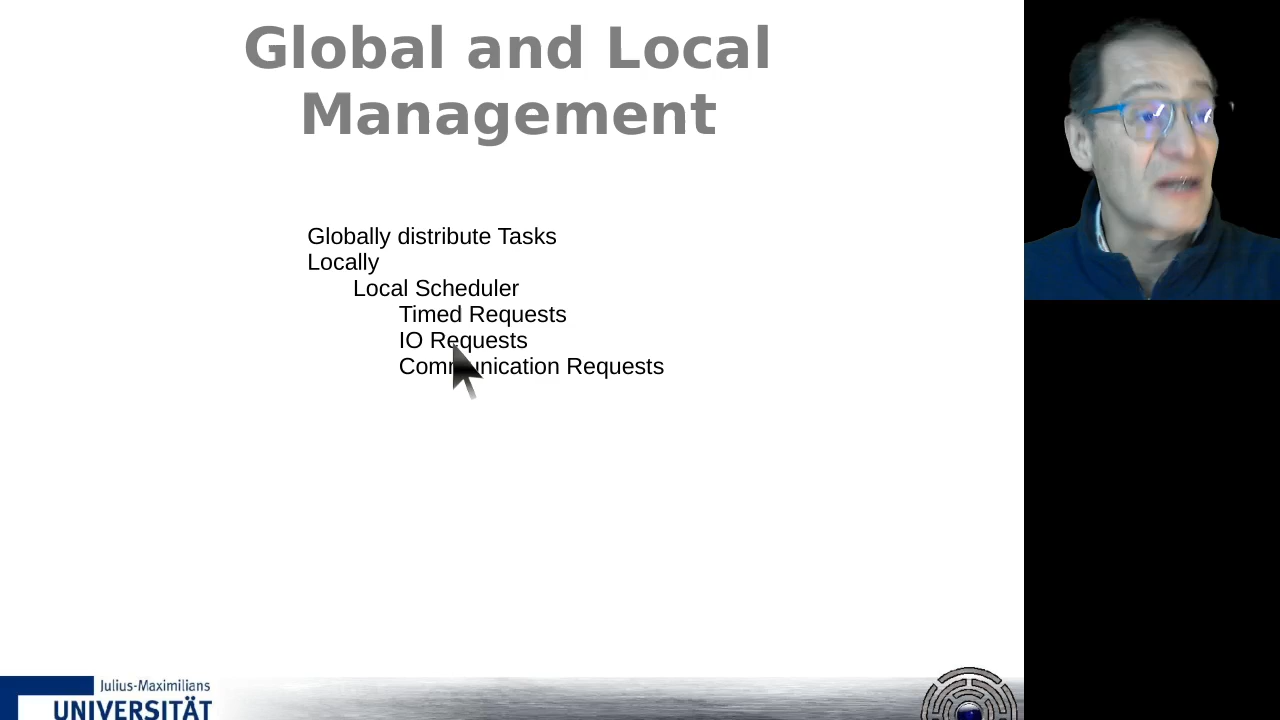 Global and Local
Management
Globally distribute Tasks
Locally
Local Scheduler
Timed Requests
IO Requests
Communication Requests
Julius-Maximilians
UNIVERSITÄT